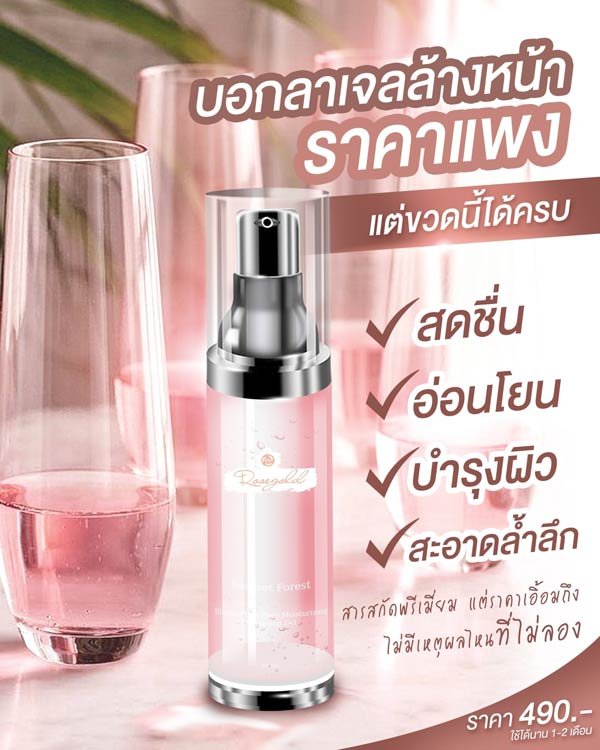 บอกลาเจลล้างหน้า
ราคาแพง
แต่ขวดนี้ได้ครบ
สดชื่น
อ่อนโยน
บำรุงผิว
สะอาดล้ำลึก
Rosegold
Forest
Moisturizing
สารสกัดพรีเมียม แต่ราคาเอื้อมถึง
ไม่มีเหตุผลไหนที่ไม่ลอง
ราคา 490.-
ใช้ได้นาน 1-2 เดือน